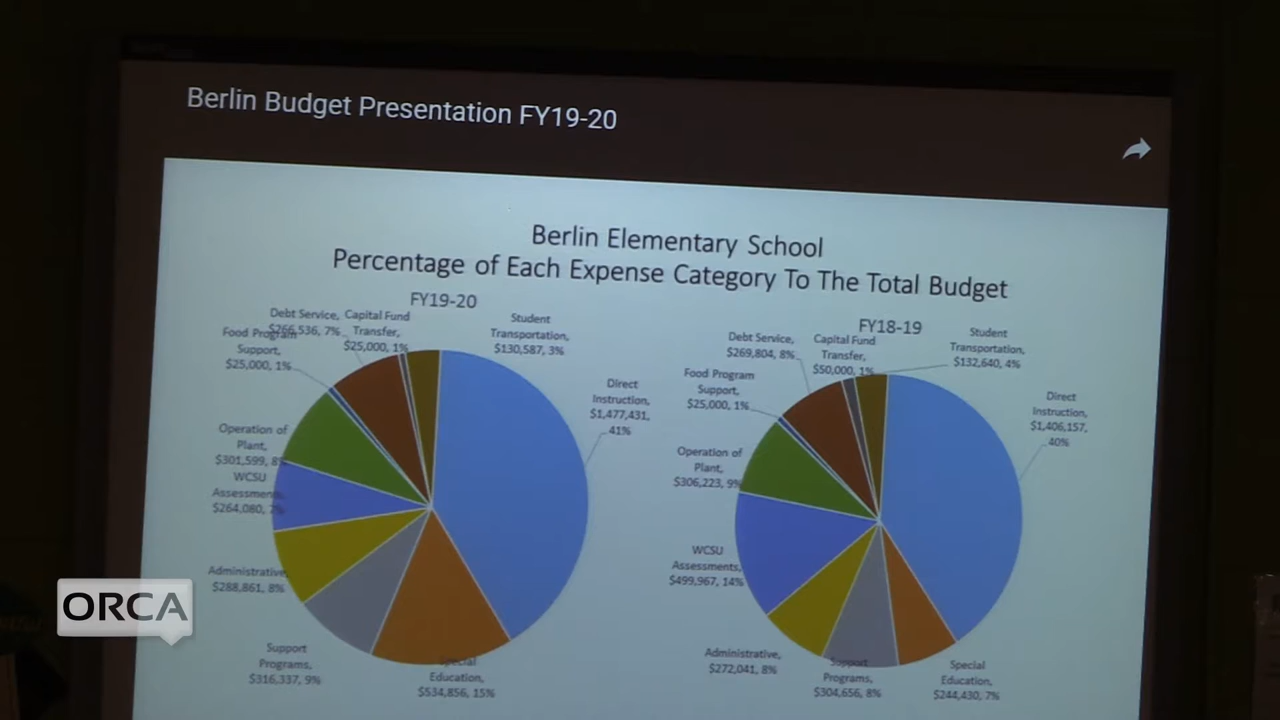 Berlin Budget Presentation FY19-20
Berlin Elementary School
Percentage of Each Expense Category To The Total Budget
FY19-20
Debt Service,
$266,536, 7%
Capital Fund
Transfer,
$25,000, 1%
Student
Transportation,
$130,587, 3%
Food Program
Support,
$25,000, 1%
Direct
Instruction,
$1,477,431,
41%
Operation of
Plant,
$301,599, 8%
WCSU
Assessments,
$264,080, 7%
Administrative,
$288,861, 8%
Support
Programs,
$316,337, 9%
Special
Education,
$534,856, 15%
FY18-19
Debt Service,
$269,804, 8%
Capital Fund
Transfer,
$50,000, 1%
Student
Transportation,
$132,640, 4%
Food Program
Support,
$25,000, 1%
Direct
Instruction,
$1,406,157,
40%
Operation of
Plant,
$306,223, 9%
WCSU
Assessments,
$499,967, 14%
Administrative,
$272,041, 8%
Support
Programs,
$304,656, 8%
Special
Education,
$244,430, 7%
ORCA